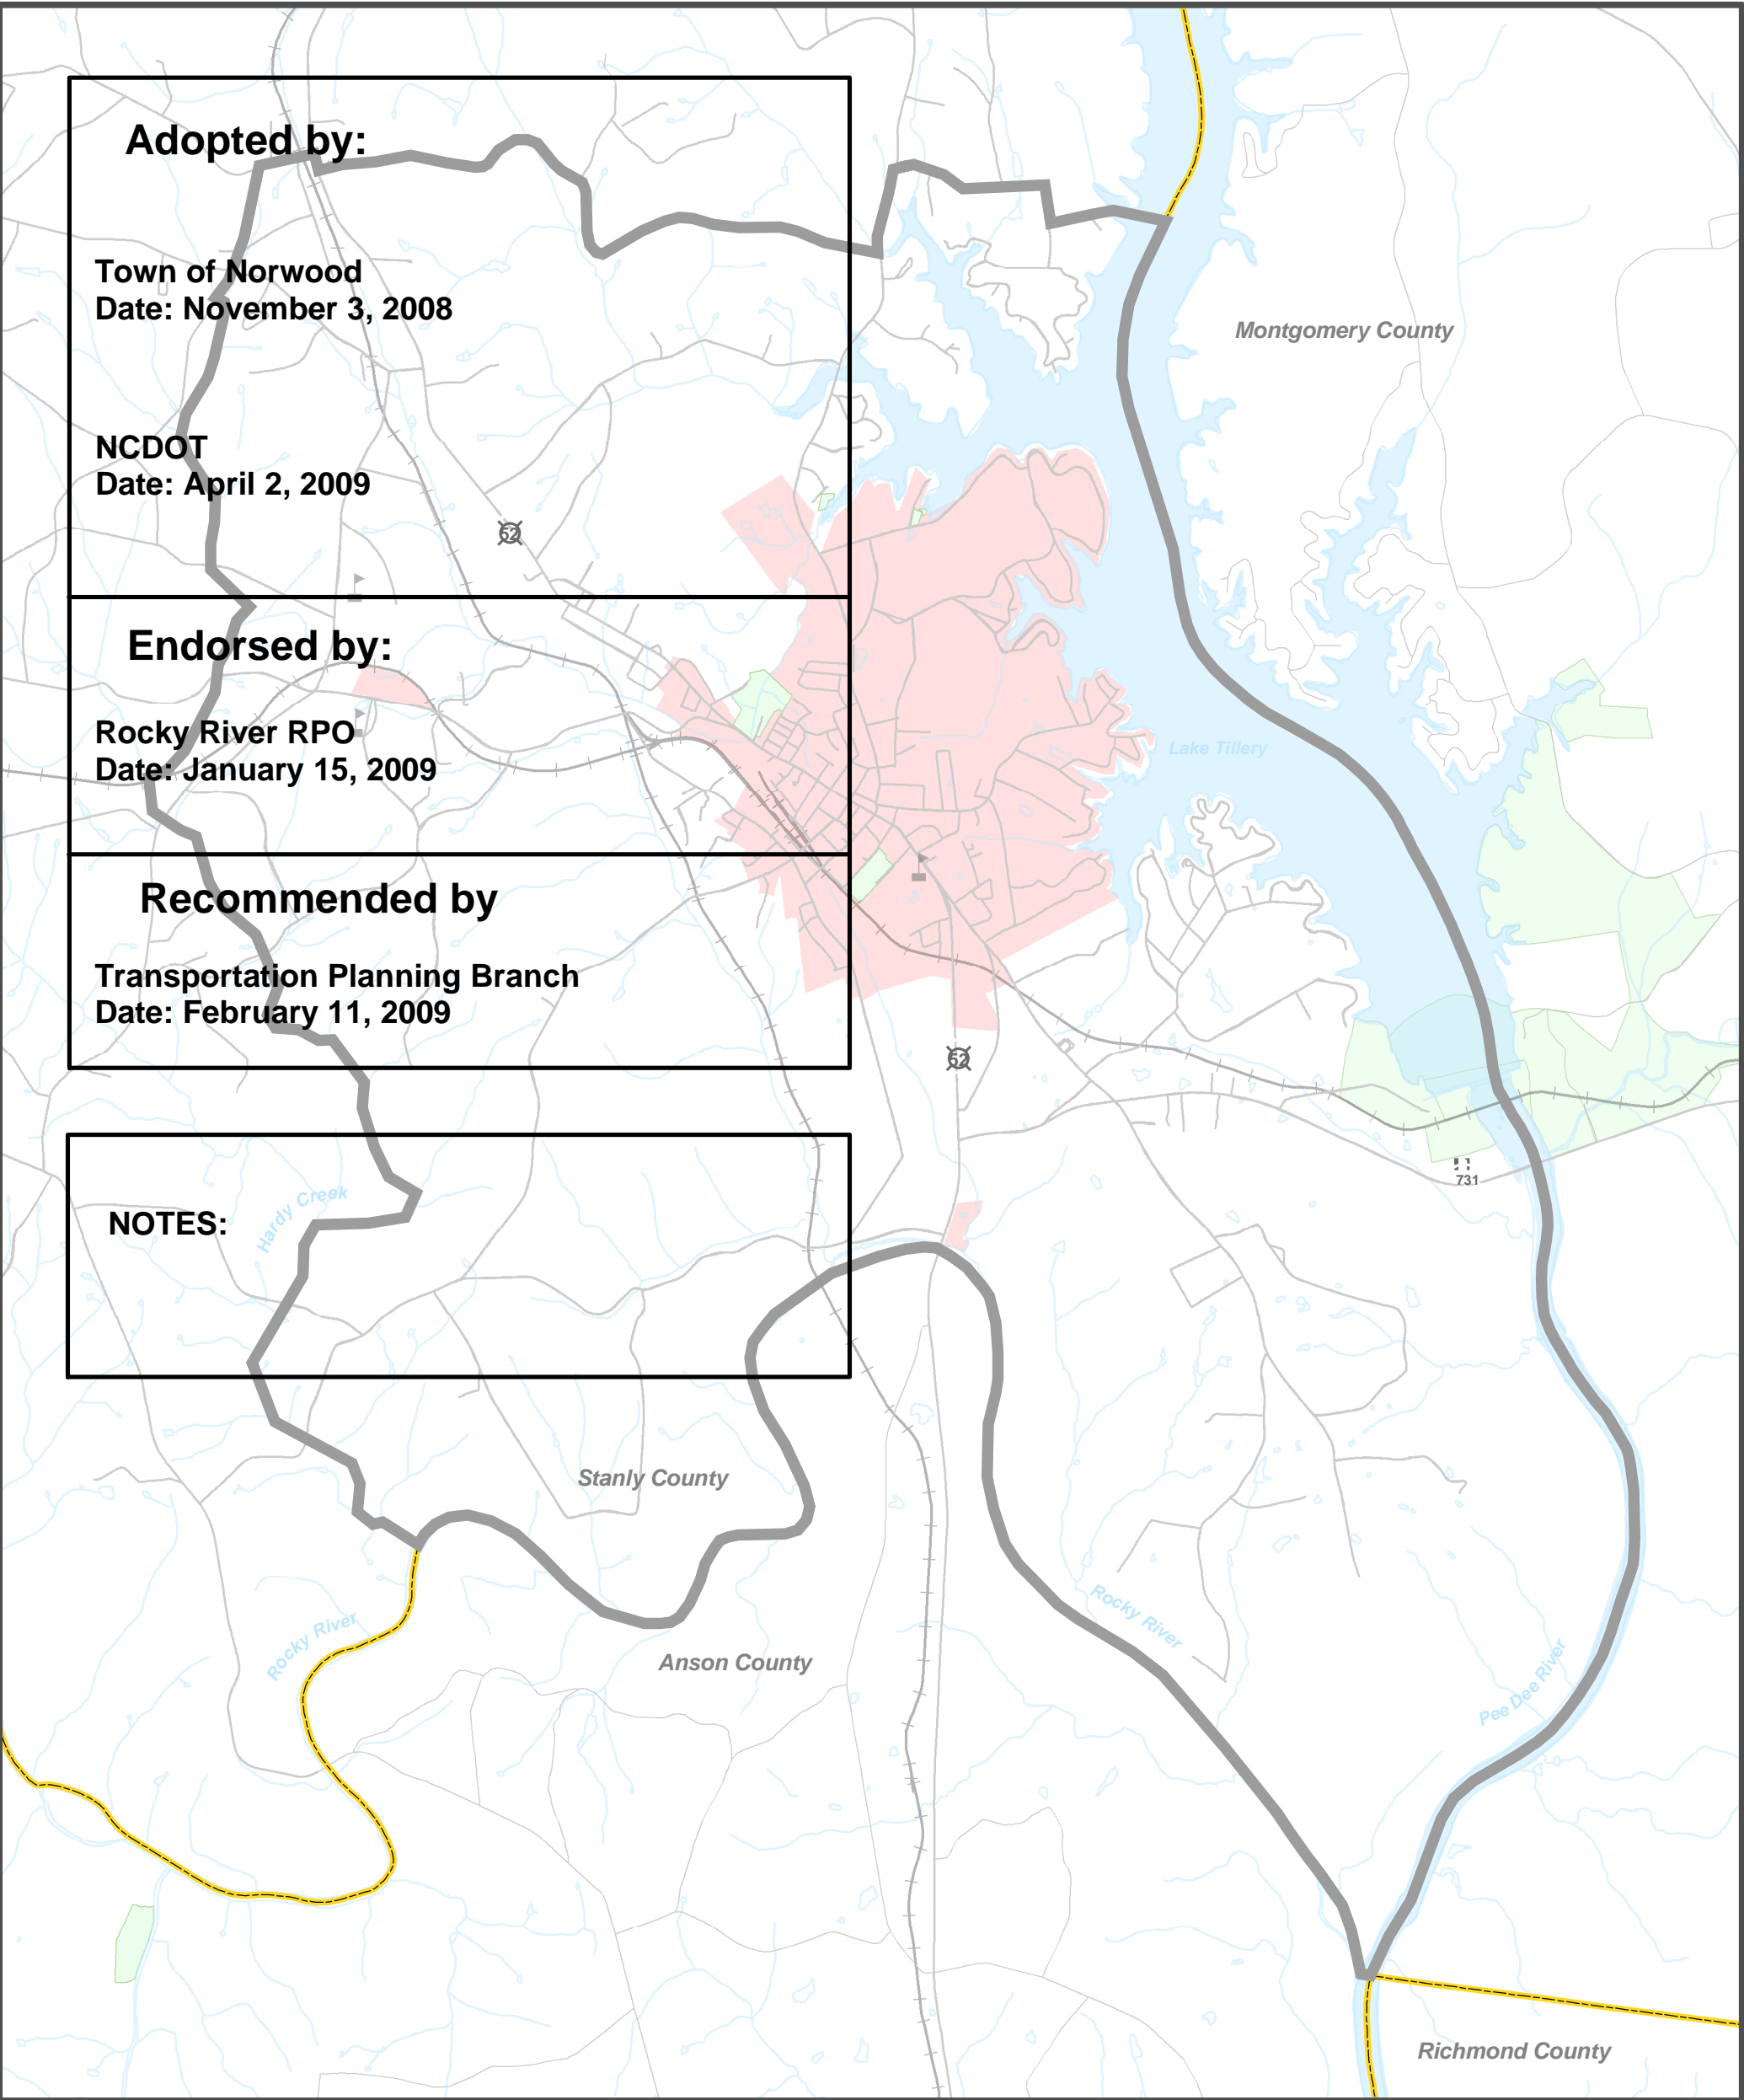 Adopted by:
Town of Norwood
Date: November 3, 2008
NCDOT
Date: April 2, 2009
52
Endorsed by:
Rocky River RPO
Date: January 15, 2009
Recommended by
Transportation Planning Branch
Date: February 11, 2009
NOTES:
Montgomery County
Lake Tillery
52
731
Hardy Creek
Stanly County
Rocky River
Anson County
Rocky River
Pee Dee River
Richmond County